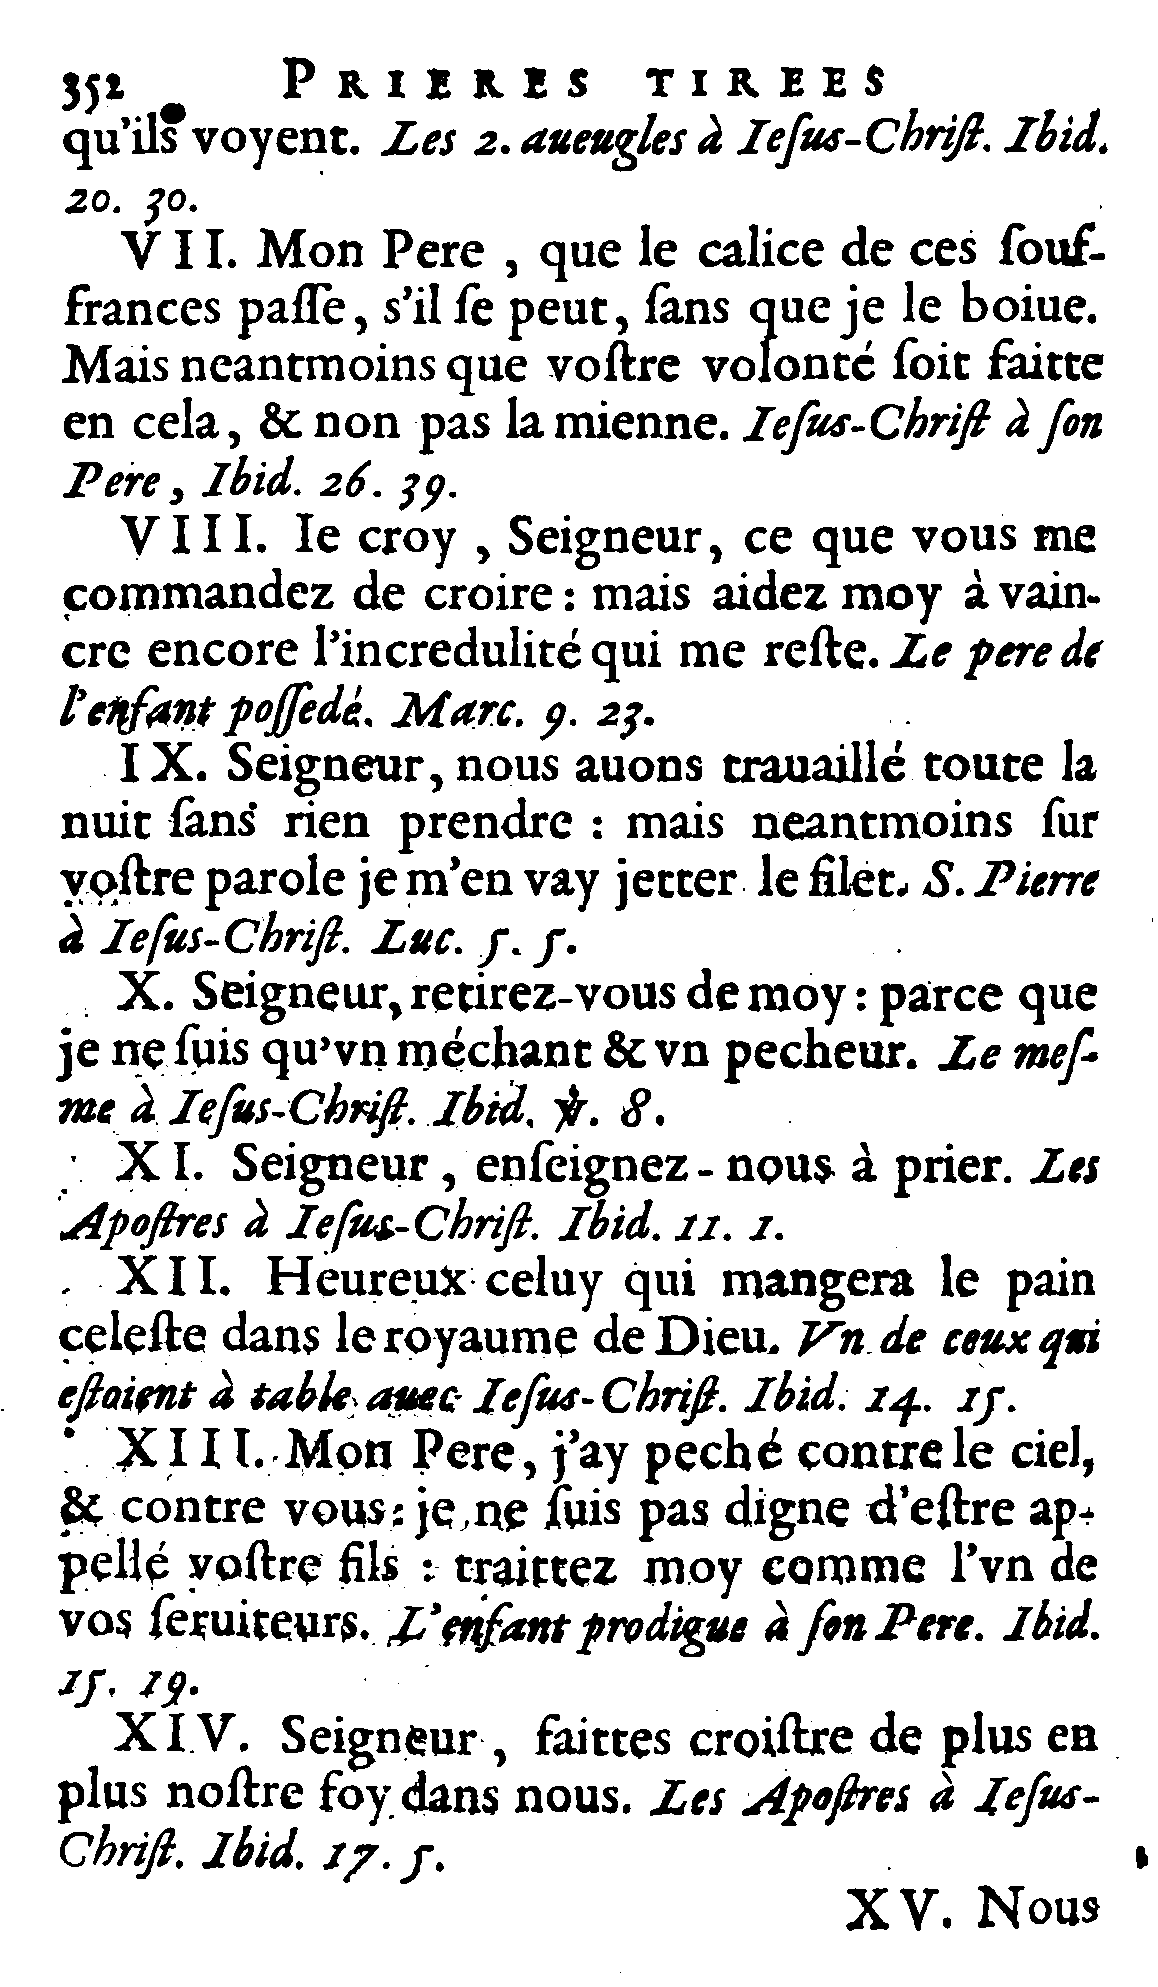 352 PRIERES TIREES
qu'ils voyent. Les 2. aueugles à Ieſus-Chriſt. Ibid.
20. 30.
VII. Mon Pere, que le calice de ces ſouf-
frances paſſe, s'il ſe peut, ſans que je le boiue.
Mais neantmoins que voſtre volonté ſoit faitte
en cela, & non pas la mienne. Ieſus-Chriſt à ſon
Pere, Ibid. 26. 39.
VIII. Ie croy, Seigneur, ce que vous me
commandez de croire: mais aidez moy à vain-
cre encore l'incredulité qui me reſte. Le pere de
l'enfant poſſedé. Marc. 9. 23.
IX. Seigneur, nous auons trauaillé toute la
nuit ſans rien prendre : mais neantmoins ſur
voſtre parole je m'en vay jetter le filet. S. Pierre
à Ieſus-Chriſt. Luc. 5. 5.
X. Seigneur, retirez-vous de moy: parce que
je ne ſuis qu'vn méchant & vn pecheur. Le meſ-
me à Ieſus-Chriſt. Ibid. ℣. 8.
XI. Seigneur, enſeignez-nous à prier. Les
Apoſtres à Ieſus-Chriſt. Ibid. 11. 1.
XII. Heureux celuy qui mangera le pain
celeſte dans le royaume de Dieu. Vn de ceux qui
eſtoient à table auec Ieſus-Chriſt. Ibid. 14. 15.
XIII. Mon Pere, j'ay peché contre le ciel,
& contre vous: je ne ſuis pas digne d'eſtre ap-
pellé voſtre fils : traittez moy comme l'vn de
vos ſeruiteurs. L'enfant prodigue à ſon Pere. Ibid.
15. 19.
XIV. Seigneur, faittes croiſtre de plus en
plus noſtre foy dans nous. Les Apoſtres à Ieſus-
Chriſt. Ibid. 17. 5.
XV. Nous